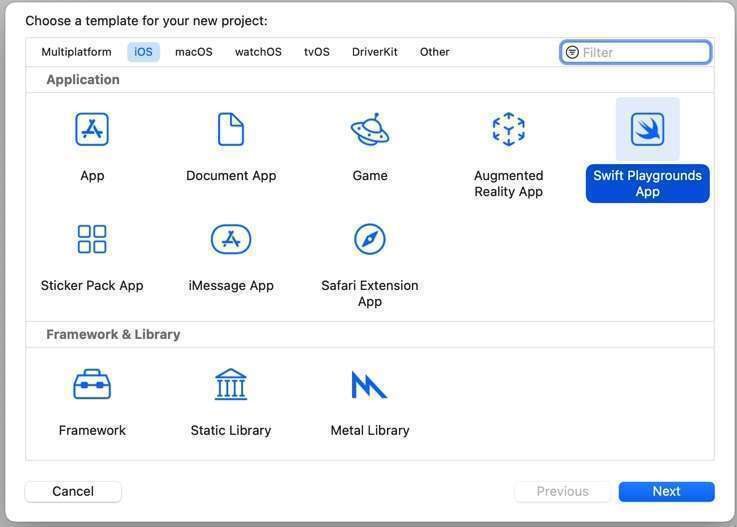 Choose a template for your new project:
Multiplatform iOS macOS watchOS tvOS DriverKit Other Filter
Application
App Document App Game Augmented Reality App Swift Playgrounds App
Sticker Pack App iMessage App Safari Extension App
Framework & Library
Framework Static Library Metal Library
Cancel Previous Next